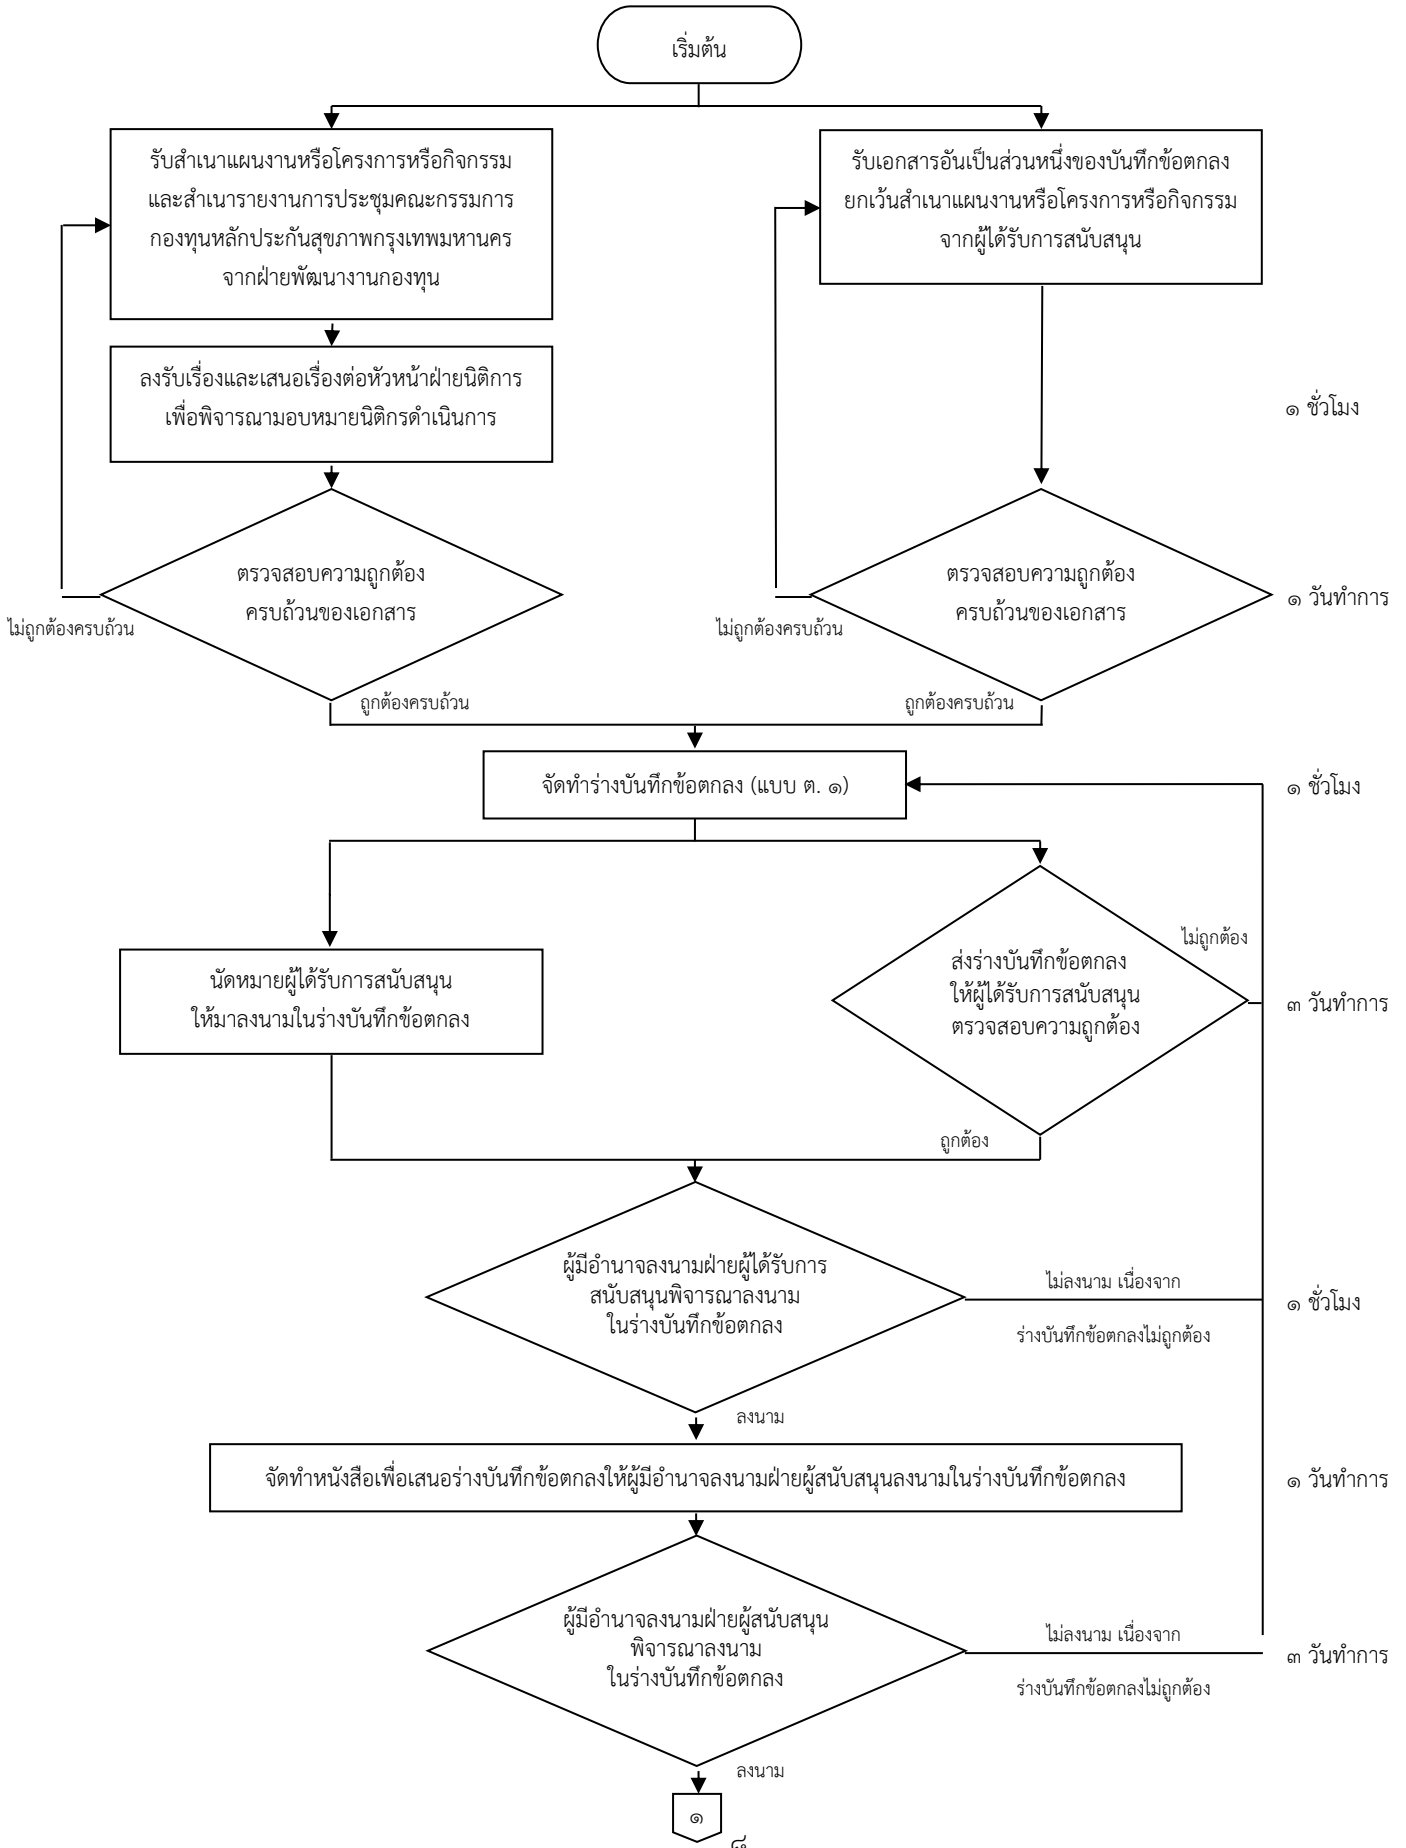 เริ่มต้น
รับสำเนาแผนงานหรือโครงการหรือกิจกรรม
และสำเนารายงานการประชุมคณะกรรมการ
กองทุนหลักประกันสุขภาพกรุงเทพมหานคร
จากฝ่ายพัฒนางานกองทุน
รับเอกสารอันเป็นส่วนหนึ่งของบันทึกข้อตกลง
ยกเว้นสำเนาแผนงานหรือโครงการหรือกิจกรรม
จากผู้ได้รับการสนับสนุน
ลงรับเรื่องและเสนอเรื่องต่อหัวหน้าฝ่ายนิติการ
เพื่อพิจารณามอบหมายนิติกรดำเนินการ
๑ ชั่วโมง
ตรวจสอบความถูกต้อง
ครบถ้วนของเอกสาร
ไม่ถูกต้องครบถ้วน
ตรวจสอบความถูกต้อง
ครบถ้วนของเอกสาร
ไม่ถูกต้องครบถ้วน
๑ วันทำการ
ถูกต้องครบถ้วน
ถูกต้องครบถ้วน
จัดทำร่างบันทึกข้อตกลง (แบบ ต. ๑)
๑ ชั่วโมง
นัดหมายผู้ได้รับการสนับสนุน
ให้มาลงนามในร่างบันทึกข้อตกลง
ไม่ถูกต้อง
ส่งร่างบันทึกข้อตกลง
ให้ผู้ได้รับการสนับสนุน
ตรวจสอบความถูกต้อง
๓ วันทำการ
ถูกต้อง
ผู้มีอำนาจลงนามฝ่ายผู้ได้รับการ
สนับสนุนพิจารณาลงนาม
ในร่างบันทึกข้อตกลง
ไม่ลงนาม เนื่องจาก
ร่างบันทึกข้อตกลงไม่ถูกต้อง
๑ ชั่วโมง
ลงนาม
จัดทำหนังสือเพื่อเสนอร่างบันทึกข้อตกลงให้ผู้มีอำนาจลงนามฝ่ายผู้สนับสนุนลงนามในร่างบันทึกข้อตกลง
๑ วันทำการ
ผู้มีอำนาจลงนามฝ่ายผู้สนับสนุน
พิจารณาลงนาม
ในร่างบันทึกข้อตกลง
ไม่ลงนาม เนื่องจาก
ร่างบันทึกข้อตกลงไม่ถูกต้อง
๓ วันทำการ
ลงนาม
๑